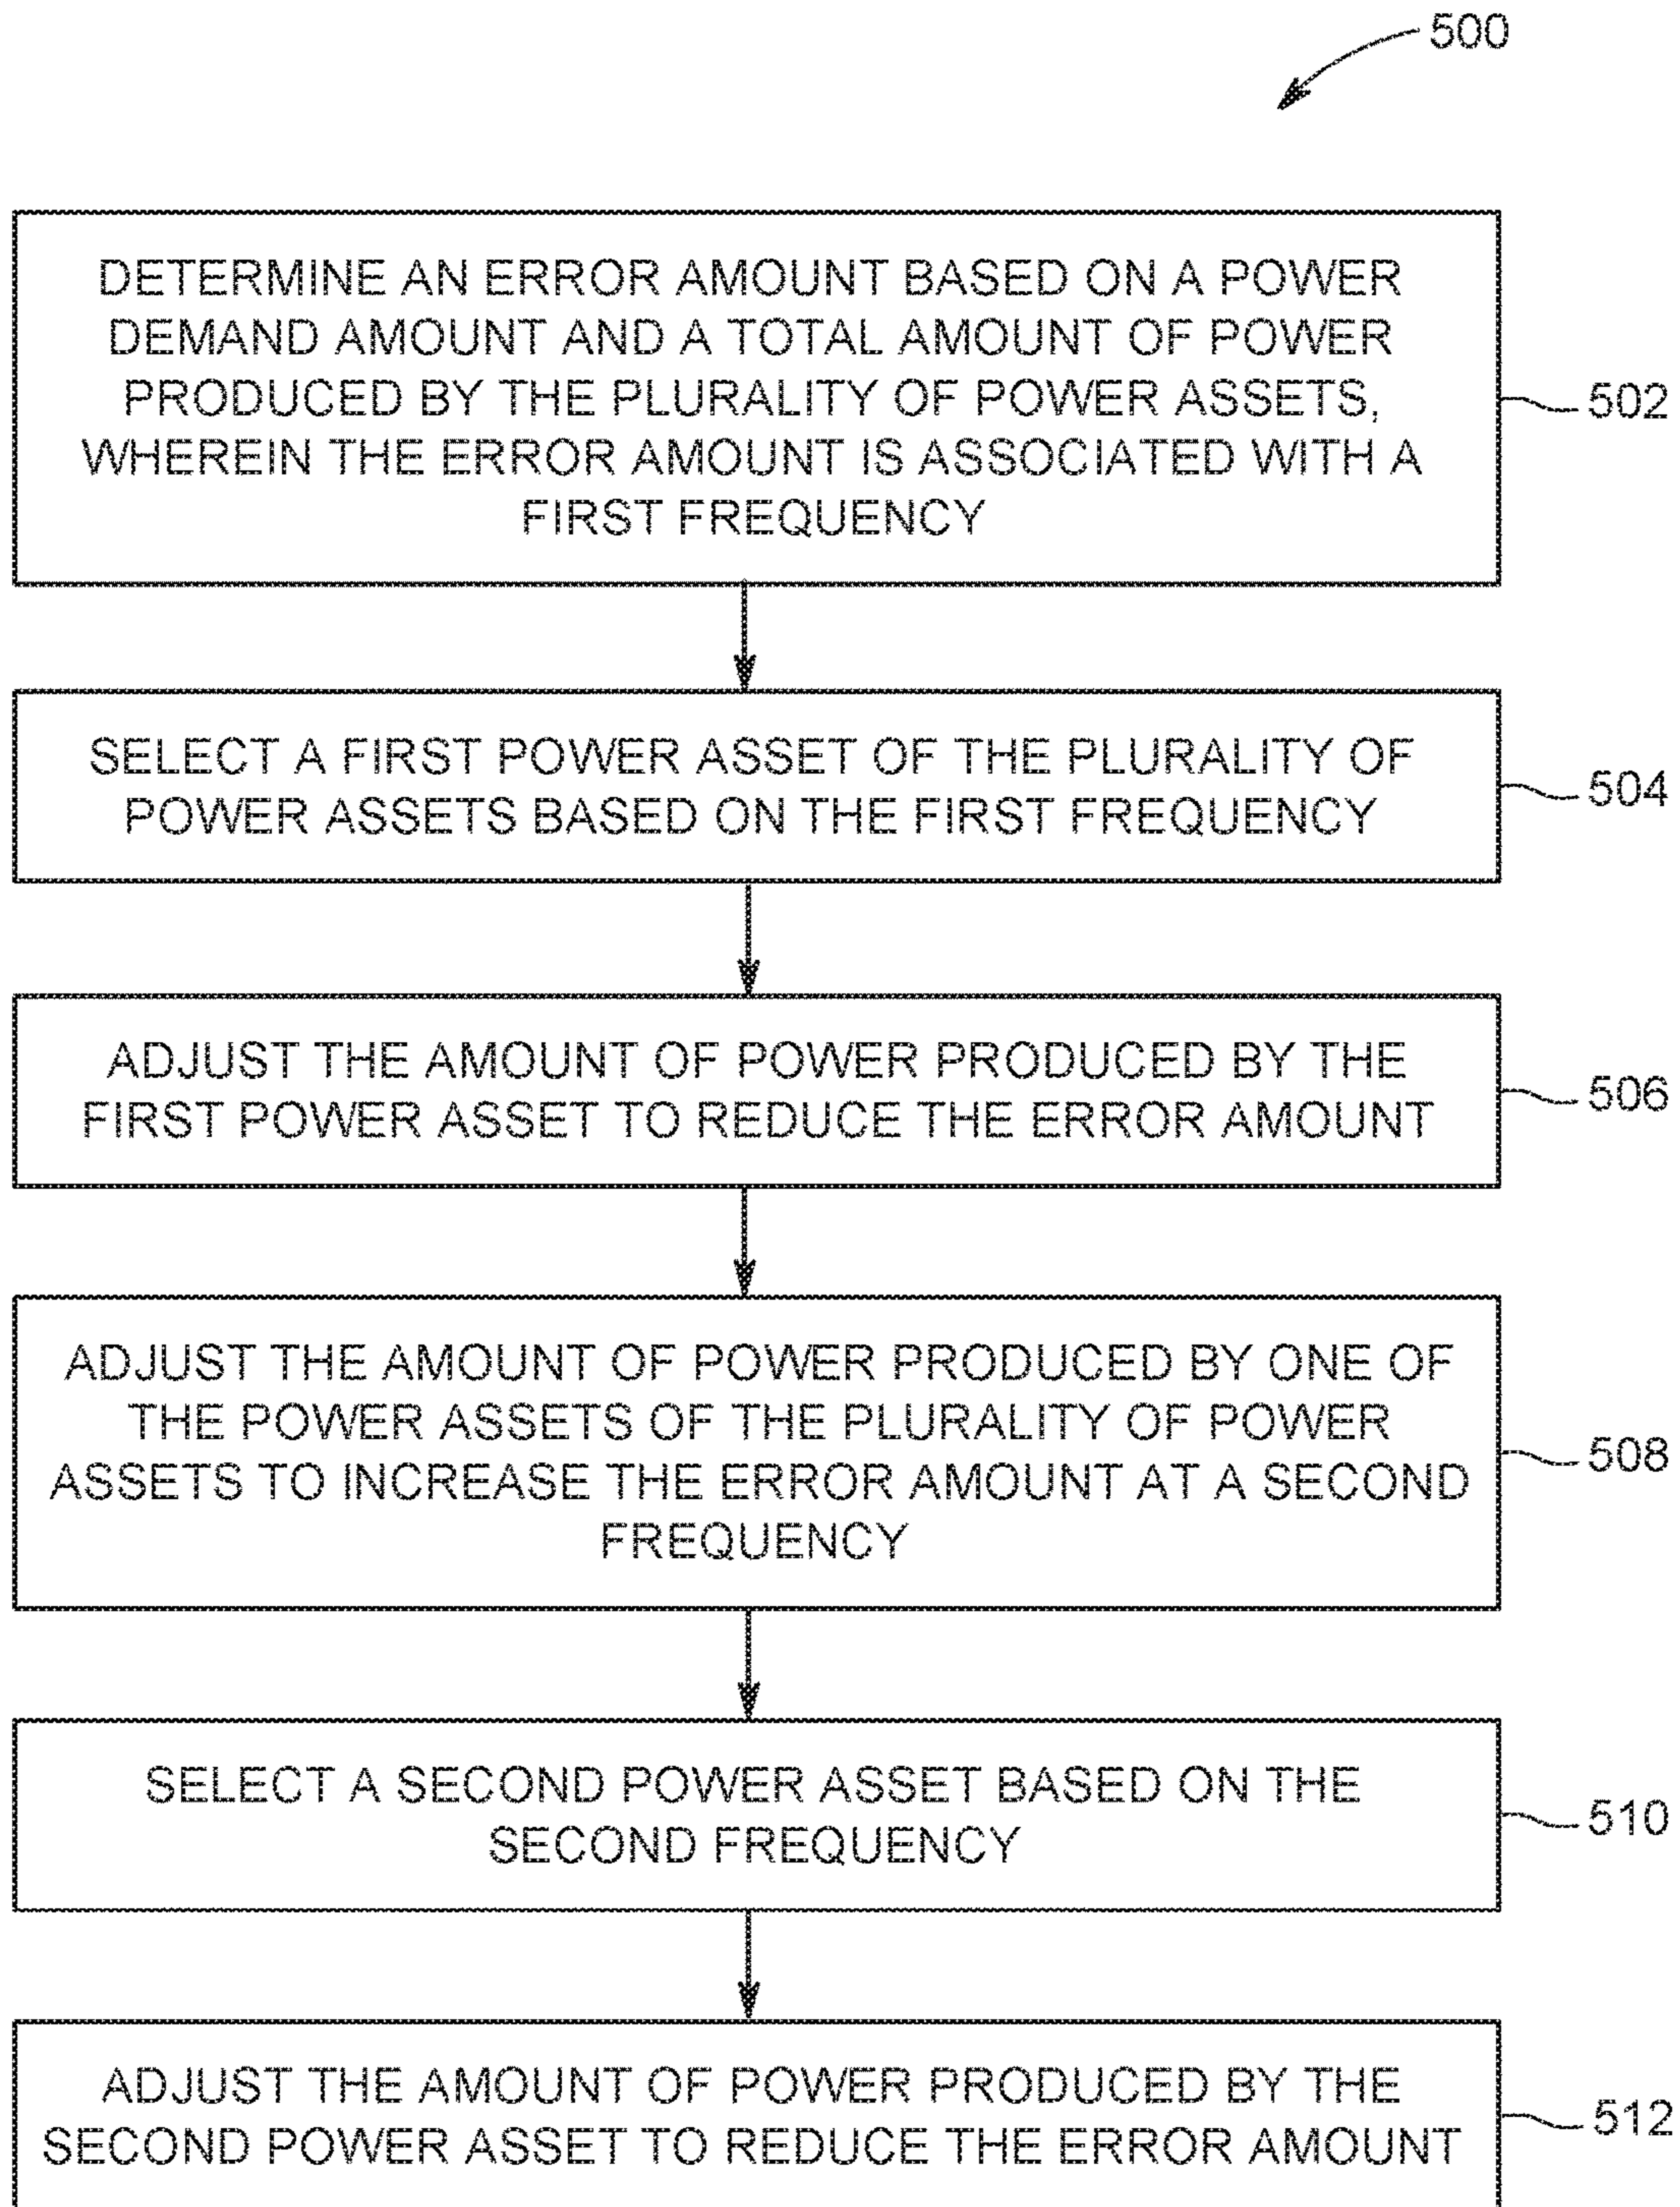 500
DETERMINE AN ERROR AMOUNT BASED ON A POWER
DEMAND AMOUNT AND A TOTAL AMOUNT OF POWER
PRODUCED BY THE PLURALITY OF POWER ASSETS,
WHEREIN THE ERROR AMOUNT IS ASSOCIATED WITH A
FIRST FREQUENCY
502
SELECT A FIRST POWER ASSET OF THE PLURALITY OF
POWER ASSETS BASED ON THE FIRST FREQUENCY
504
ADJUST THE AMOUNT OF POWER PRODUCED BY THE
FIRST POWER ASSET TO REDUCE THE ERROR AMOUNT
506
ADJUST THE AMOUNT OF POWER PRODUCED BY ONE OF
THE POWER ASSETS OF THE PLURALITY OF POWER
ASSETS TO INCREASE THE ERROR AMOUNT AT A SECOND
FREQUENCY
508
SELECT A SECOND POWER ASSET BASED ON THE
SECOND FREQUENCY
510
ADJUST THE AMOUNT OF POWER PRODUCED BY THE
SECOND POWER ASSET TO REDUCE THE ERROR AMOUNT
512